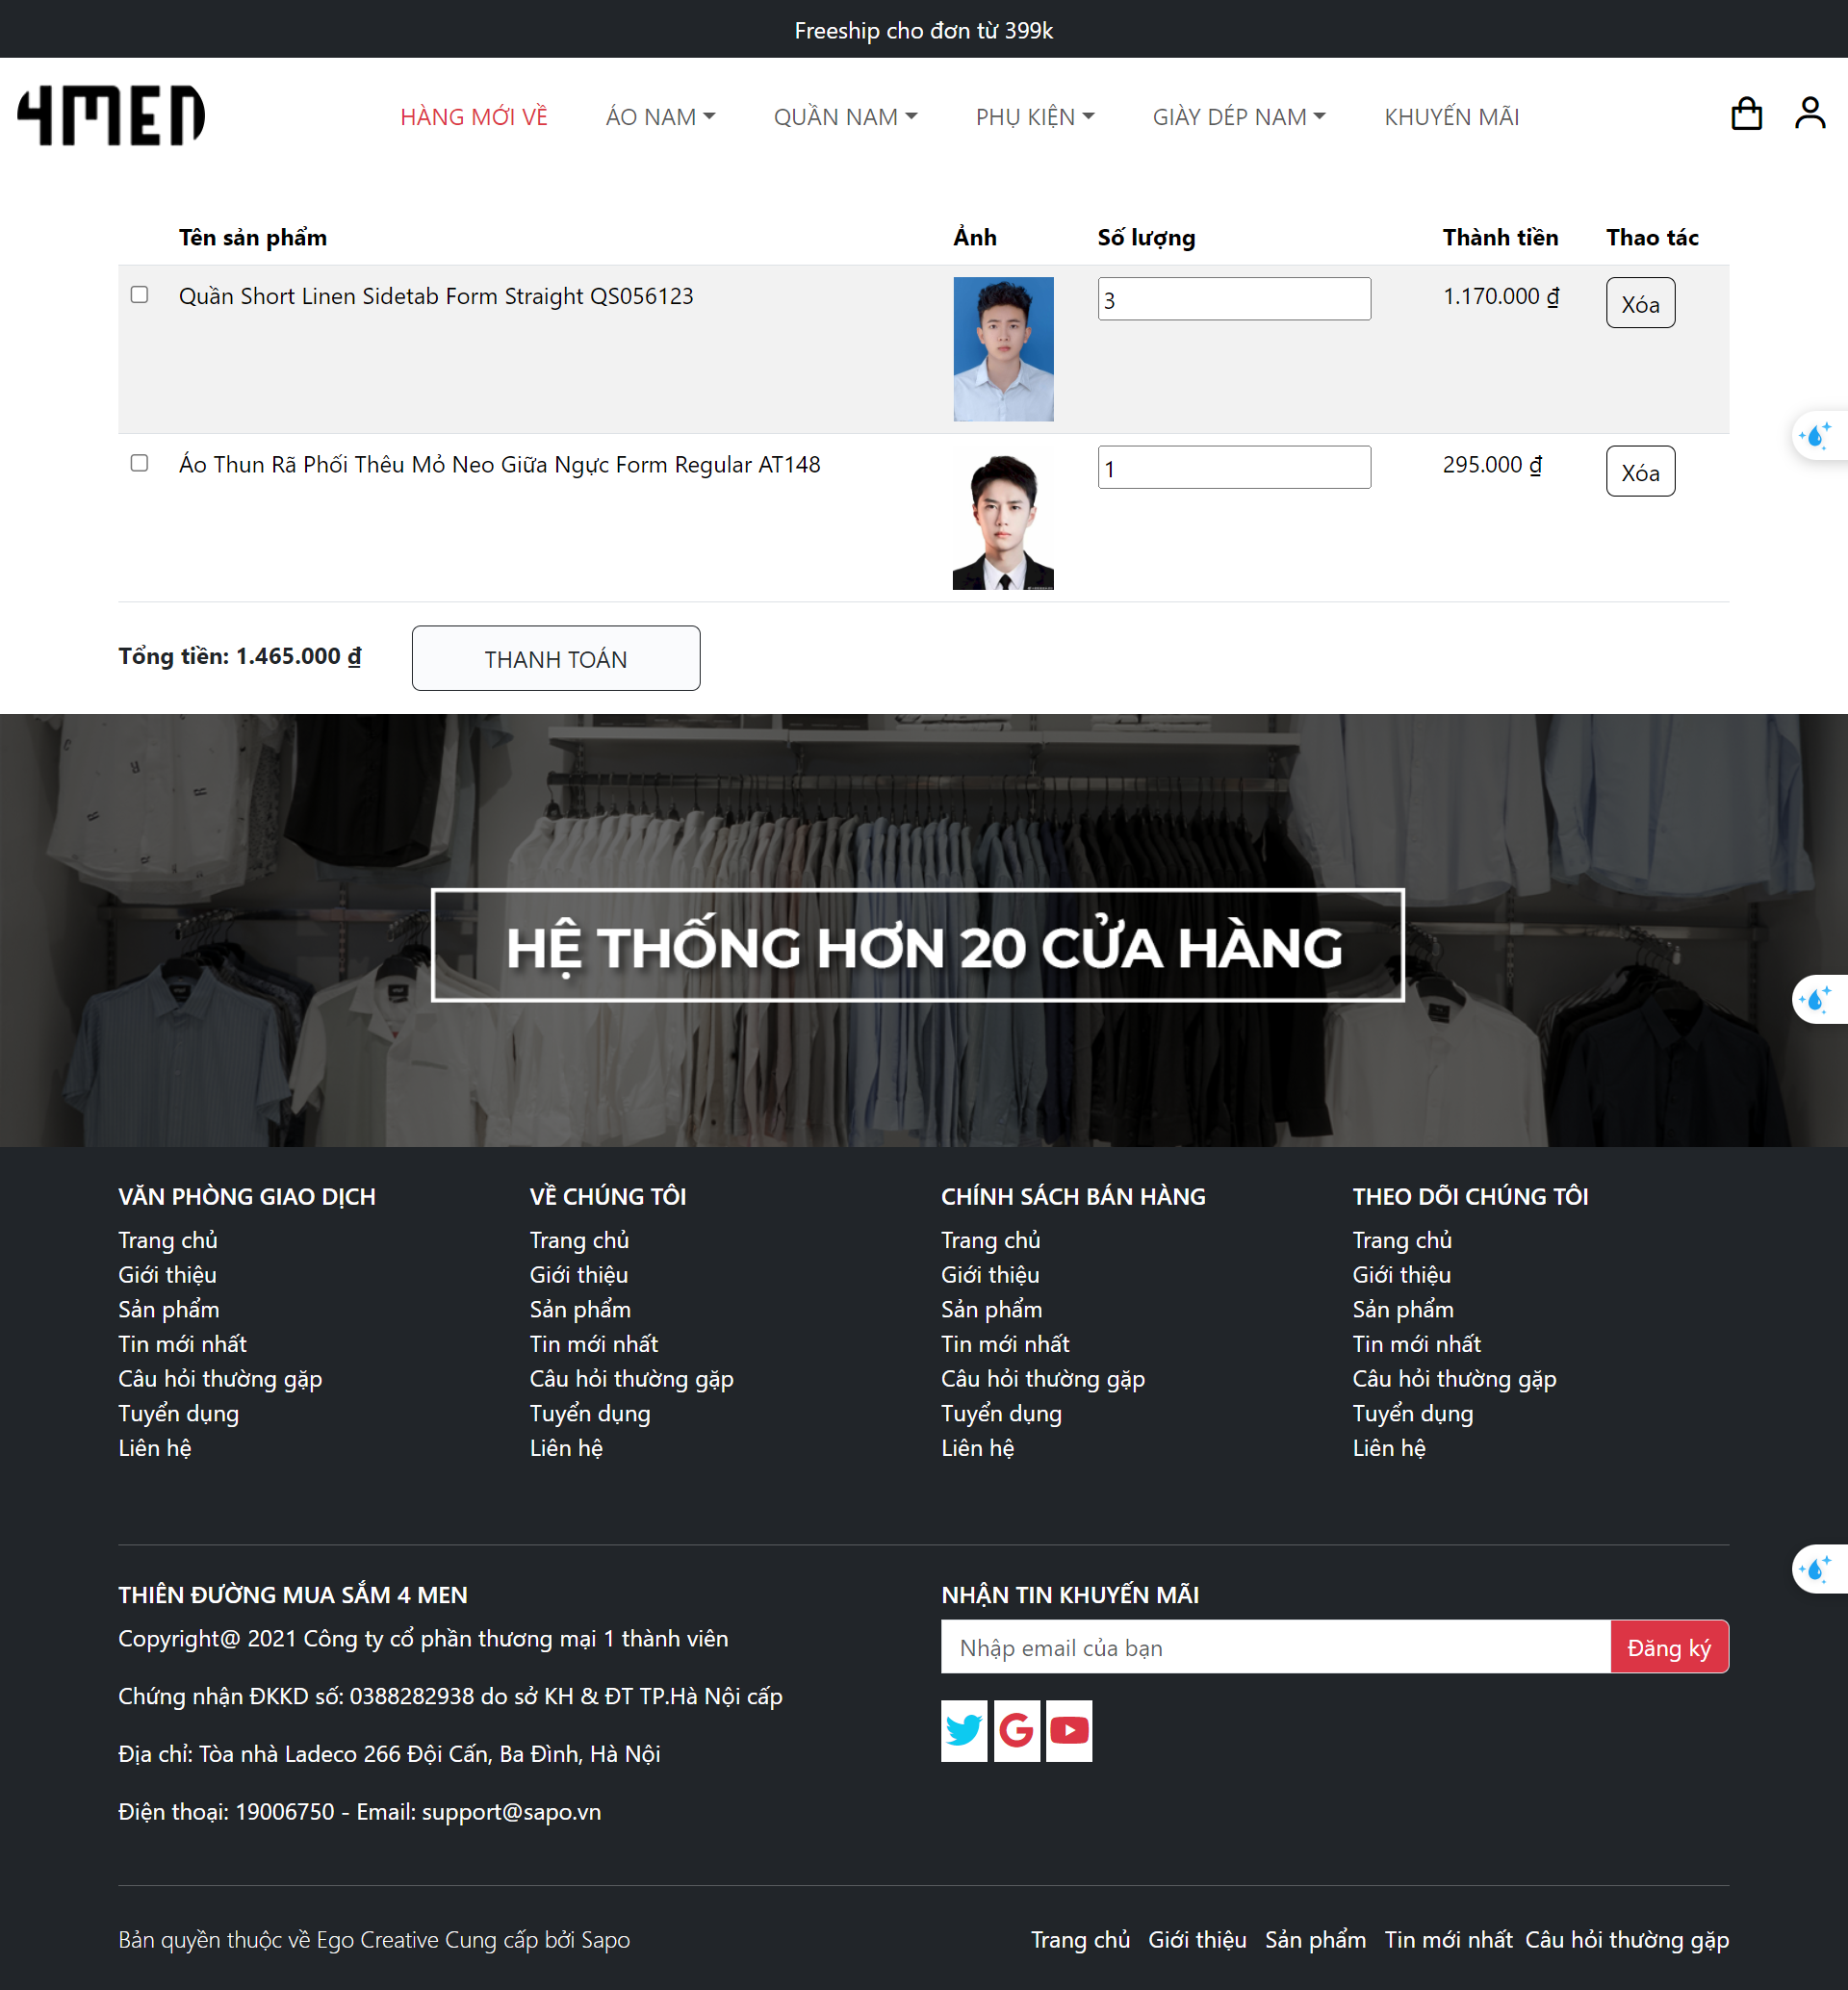 Freeship cho đơn từ 399k
4MEN
HÀNG MỚI VỀ ÁO NAM QUẦN NAM PHỤ KIỆN GIÀY DÉP NAM KHUYẾN MÃI
Tên sản phẩm Ảnh Số lượng Thành tiền Thao tác
Quần Short Linen Sidetab Form Straight QS056123 3 1.170.000 ₫ Xóa
Áo Thun Rã Phối Thêu Mỏ Neo Giữa Ngực Form Regular AT148 1 295.000 ₫ Xóa
Tổng tiền: 1.465.000 ₫ THANH TOÁN
HỆ THỐNG HƠN 20 CỬA HÀNG
VĂN PHÒNG GIAO DỊCH
Trang chủ
Giới thiệu
Sản phẩm
Tin mới nhất
Câu hỏi thường gặp
Tuyển dụng
Liên hệ
VỀ CHÚNG TÔI
Trang chủ
Giới thiệu
Sản phẩm
Tin mới nhất
Câu hỏi thường gặp
Tuyển dụng
Liên hệ
CHÍNH SÁCH BÁN HÀNG
Trang chủ
Giới thiệu
Sản phẩm
Tin mới nhất
Câu hỏi thường gặp
Tuyển dụng
Liên hệ
THEO DÕI CHÚNG TÔI
Trang chủ
Giới thiệu
Sản phẩm
Tin mới nhất
Câu hỏi thường gặp
Tuyển dụng
Liên hệ
THIÊN ĐƯỜNG MUA SẮM 4 MEN
Copyright@ 2021 Công ty cổ phần thương mại 1 thành viên
Chứng nhận ĐKKD số: 0388282938 do sở KH & ĐT TP.Hà Nội cấp
Địa chỉ: Tòa nhà Ladeco 266 Đội Cấn, Ba Đình, Hà Nội
Điện thoại: 19006750 - Email: support@sapo.vn
NHẬN TIN KHUYẾN MÃI
Nhập email của bạn Đăng ký
Bản quyền thuộc về Ego Creative Cung cấp bởi Sapo
Trang chủ Giới thiệu Sản phẩm Tin mới nhất Câu hỏi thường gặp